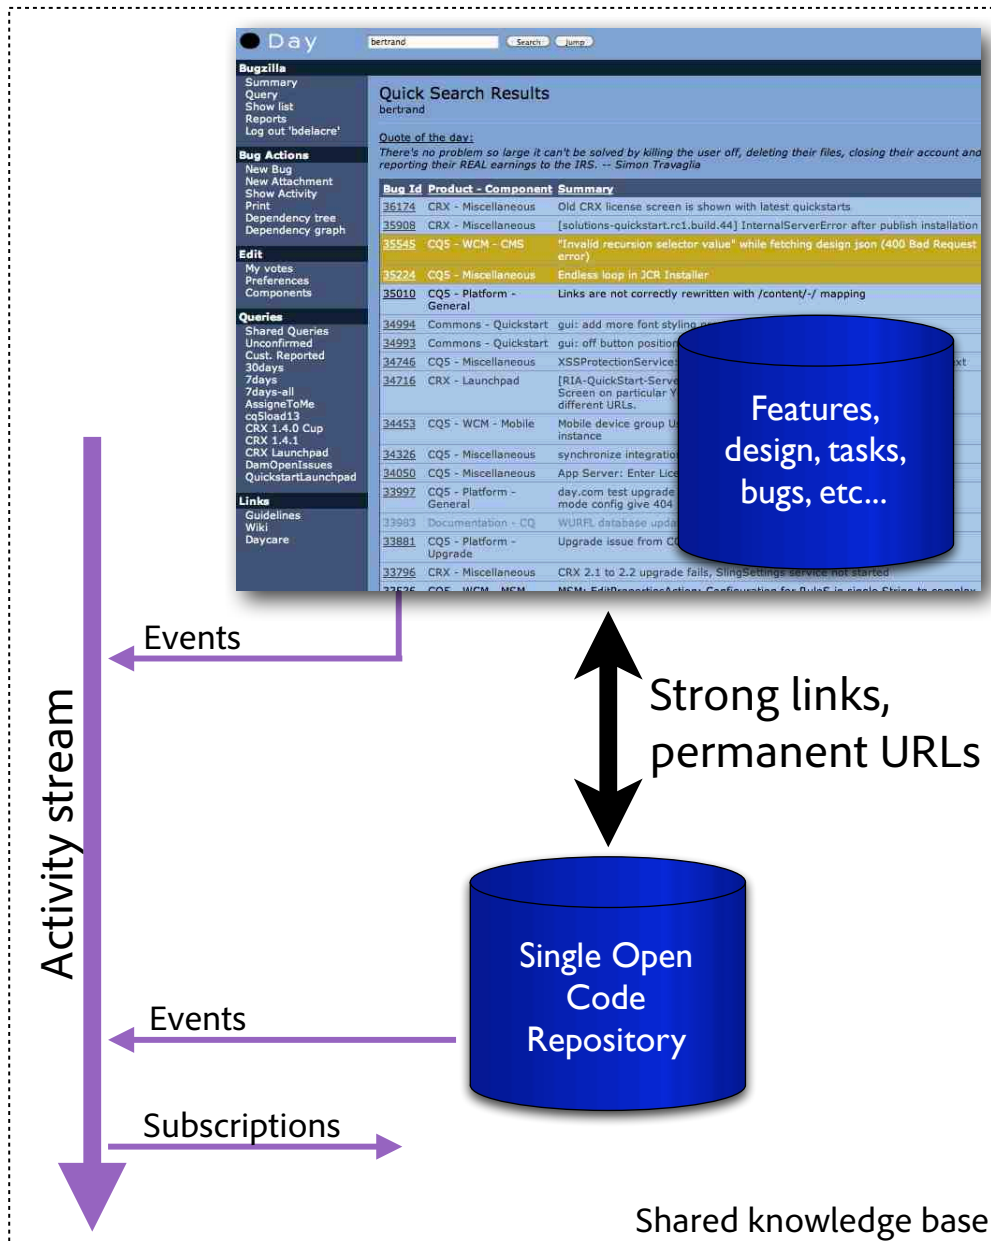 Day
bertrand
Search
Jump
Bugzilla
Summary
Query
Show list
Reports
Log out 'bdelacre'
Bug Actions
New Bug
New Attachment
Show Activity
Print
Dependency tree
Dependency graph
Edit
My votes
Preferences
Components
Queries
Shared Queries
Unconfirmed
Cust. Reported
30days
7days
7days-all
AssigneToMe
cq5load13
CRX 1.4.0 Cup
CRX 1.4.1
CRX Launchpad
DamOpenIssues
QuickstartLaunchpad
Links
Guidelines
Wiki
Daycare
Quick Search Results
bertrand
Quote of the day:
There's no problem so large it can't be solved by killing the user off, deleting their files, closing their account and
reporting their REAL earnings to the IRS. -- Simon Travaglia
Bug Id Product - Component Summary
36174 CRX - Miscellaneous Old CRX license screen is shown with latest quickstarts
35908 CRX - Miscellaneous [solutions-quickstart.rc1.build.44] InternalServerError after publish installation
35545 CQ5 - WCM - CMS "Invalid recursion selector value" while fetching design json (400 Bad Request
error)
35224 CQ5 - Miscellaneous Endless loop in JCR Installer
35010 CQ5 - Platform - Links are not correctly rewritten with /content/-/ mapping
General
34994 Commons - Quickstart gui: add more font styling
34993 Commons - Quickstart gui: off button position
34746 CQ5 - Miscellaneous XSSProtectionService:
34716 CRX - Launchpad [RIA-QuickStart-Serve
Screen on particular
different URLs.
34453 CQ5 - WCM - Mobile Mobile device group
instance
34326 CQ5 - Miscellaneous synchronize integration
34050 CQ5 - Miscellaneous App Server: Enter
33997 CQ5 - Platform - day.com test upgrade
General mode config give 404
33983 Documentation - CQ WURFL database
33881 CQ5 - Platform - Upgrade issue from
Upgrade
33796 CRX - Miscellaneous CRX 2.1 to 2.2 upgrade fails, SlingSettings service not started
Features,
design, tasks,
bugs, etc...
Events
Strong links,
permanent URLs
Activity stream
Single Open
Code
Repository
Events
Subscriptions
Shared knowledge base